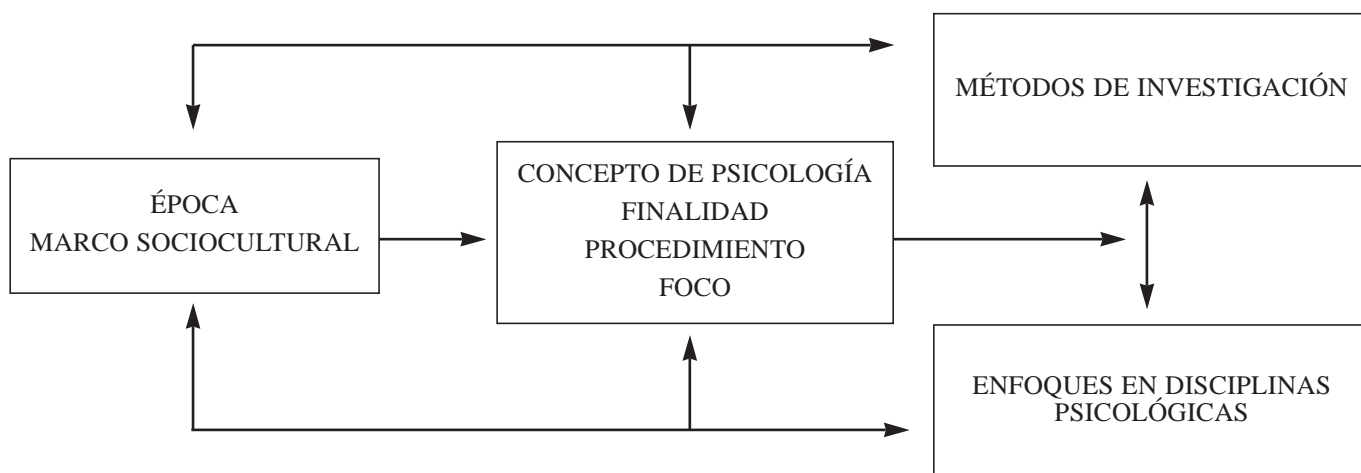 MÉTODOS DE INVESTIGACIÓN
ÉPOCA
MARCO SOCIOCULTURAL
CONCEPTO DE PSICOLOGÍA
FINALIDAD
PROCEDIMIENTO
FOCO
ENFOQUES EN DISCIPLINAS
PSICOLÓGICAS